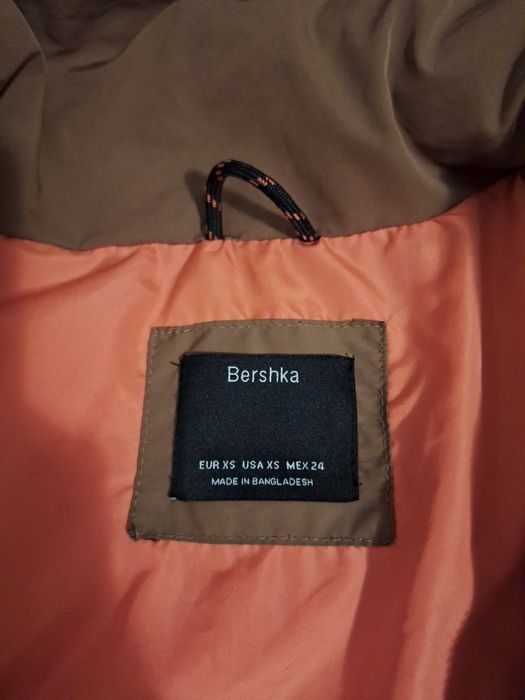 Bershka
EUR XS USA XS MEX 24
MADE IN BANGLADESH